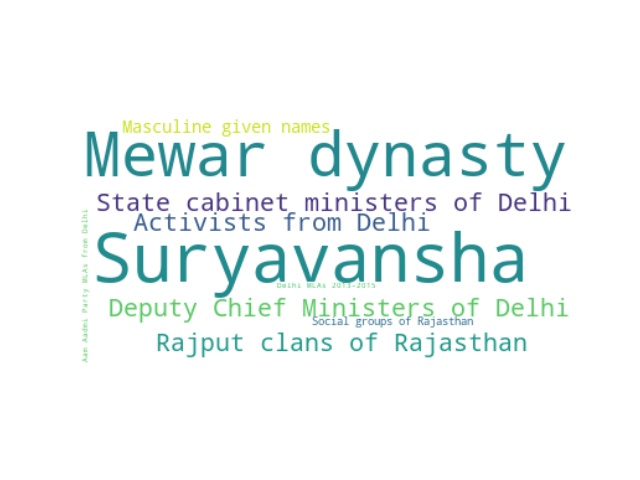 Masculine given names
Mewar dynasty
State cabinet ministers of Delhi
Activists from Delhi
Suryavansha
Delhi MLAs 2013–2015
Deputy Chief Ministers of Delhi
Social groups of Rajasthan
Rajput clans of Rajasthan
Aam Aadmi Party MLAs from Delhi